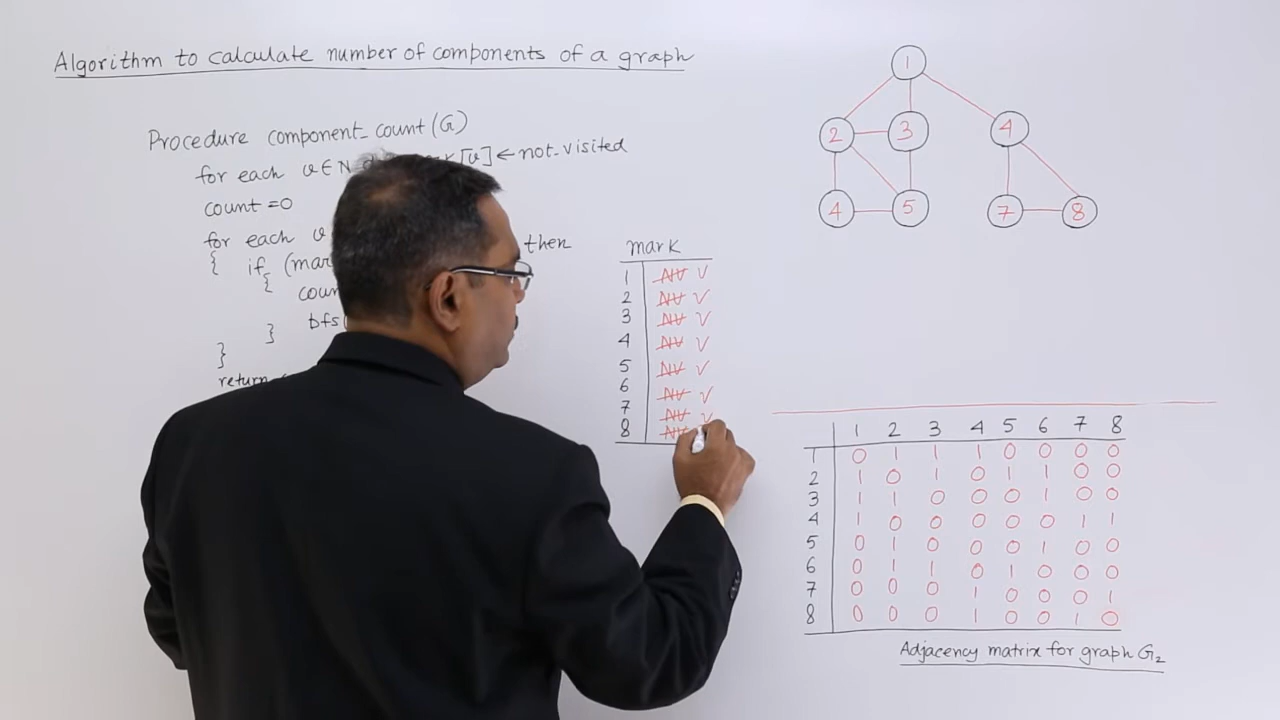 Algorithm to calculate number of components of a graph
Procedure component_count(G)
for each v ∈ N [v] ← not_visited
count = 0
for each v then
{ if (mar
{ coun
bfs(
}
}
return
mark
1 NV V
2 NV V
3 NV V
4 NV V
5 NV V
6 NV V
7 NV V
8 NV
1
2 3 4
4 5 7 8
1 2 3 4 5 6 7 8
1 0 1 1 1 0 0 0 0
2 1 0 1 0 1 1 0 0
3 1 1 0 0 0 1 0 0
4 1 0 0 0 0 0 1 1
5 0 1 0 0 0 1 0 0
6 0 1 1 0 1 0 0 0
7 0 0 0 1 0 0 0 1
8 0 0 0 1 0 0 1 0
Adjacency matrix for graph G₂